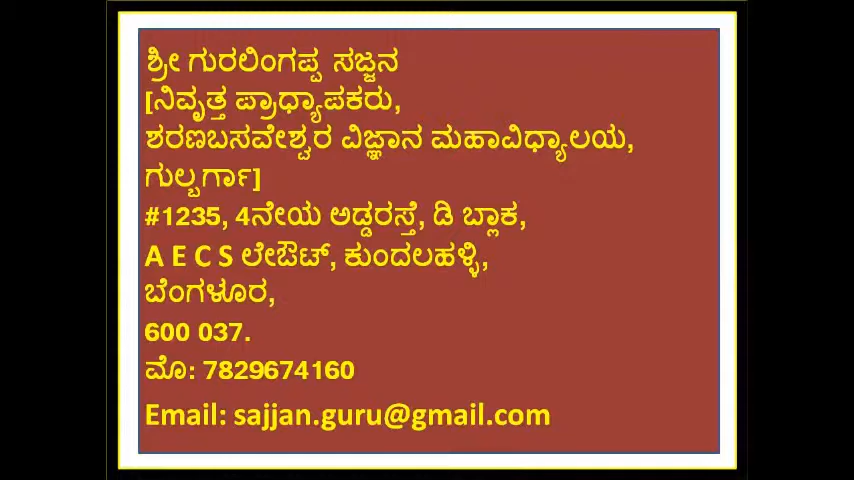 ಶ್ರೀ ಗುರಲಿಂಗಪ್ಪ ಸಜ್ಜನ
[ನಿವೃತ್ತ ಪ್ರಾಧ್ಯಾಪಕರು,
ಶರಣಬಸವೇಶ್ವರ ವಿಜ್ಞಾನ ಮಹಾವಿಧ್ಯಾಲಯ,
ಗುಲ್ಬರ್ಗಾ]
#1235, 4ನೇಯ ಅಡ್ಡರಸ್ತೆ, ಡಿ ಬ್ಲಾಕ,
A E C S ಲೇಔಟ್, ಕುಂದಲಹಳ್ಳಿ,
ಬೆಂಗಳೂರ,
600 037.
ಮೊ: 7829674160
Email: sajjan.guru@gmail.com